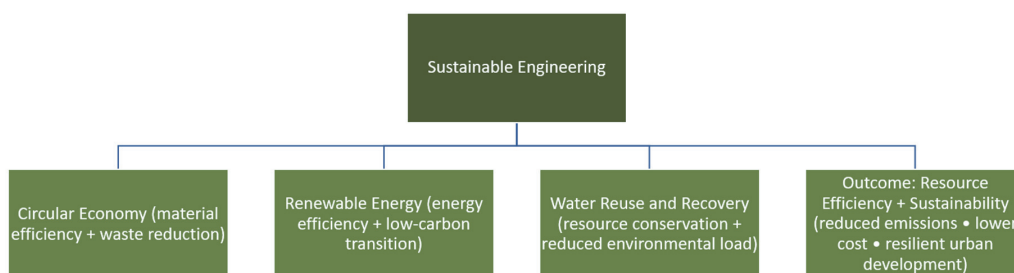 Sustainable Engineering
Circular Economy (material
efficiency + waste reduction)
Renewable Energy (energy
efficiency + low-carbon
transition)
Water Reuse and Recovery
(resource conservation +
reduced environmental load)
Outcome: Resource
Efficiency + Sustainability
(reduced emissions • lower
cost • resilient urban
development)